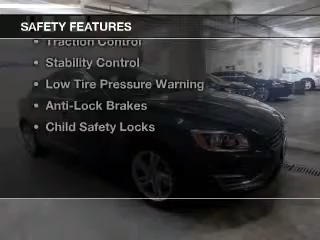 SAFETY FEATURES
• Traction Control
• Stability Control
• Low Tire Pressure Warning
• Anti-Lock Brakes
• Child Safety Locks